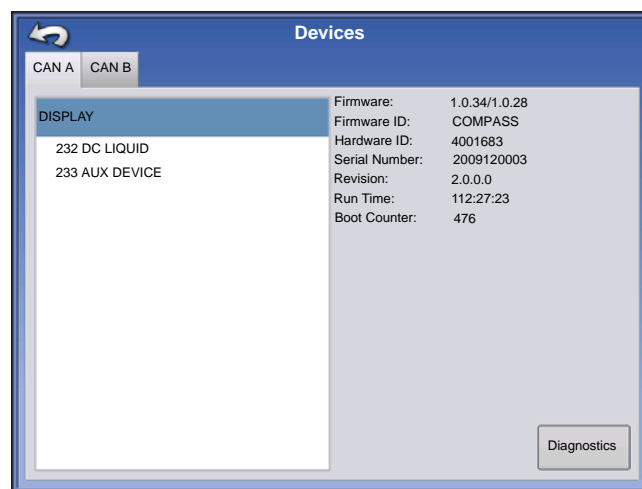 Devices
CAN A CAN B
DISPLAY
232 DC LIQUID
233 AUX DEVICE
Firmware: 1.0.34/1.0.28
Firmware ID: COMPASS
Hardware ID: 4001683
Serial Number: 2009120003
Revision: 2.0.0.0
Run Time: 112:27:23
Boot Counter: 476
Diagnostics